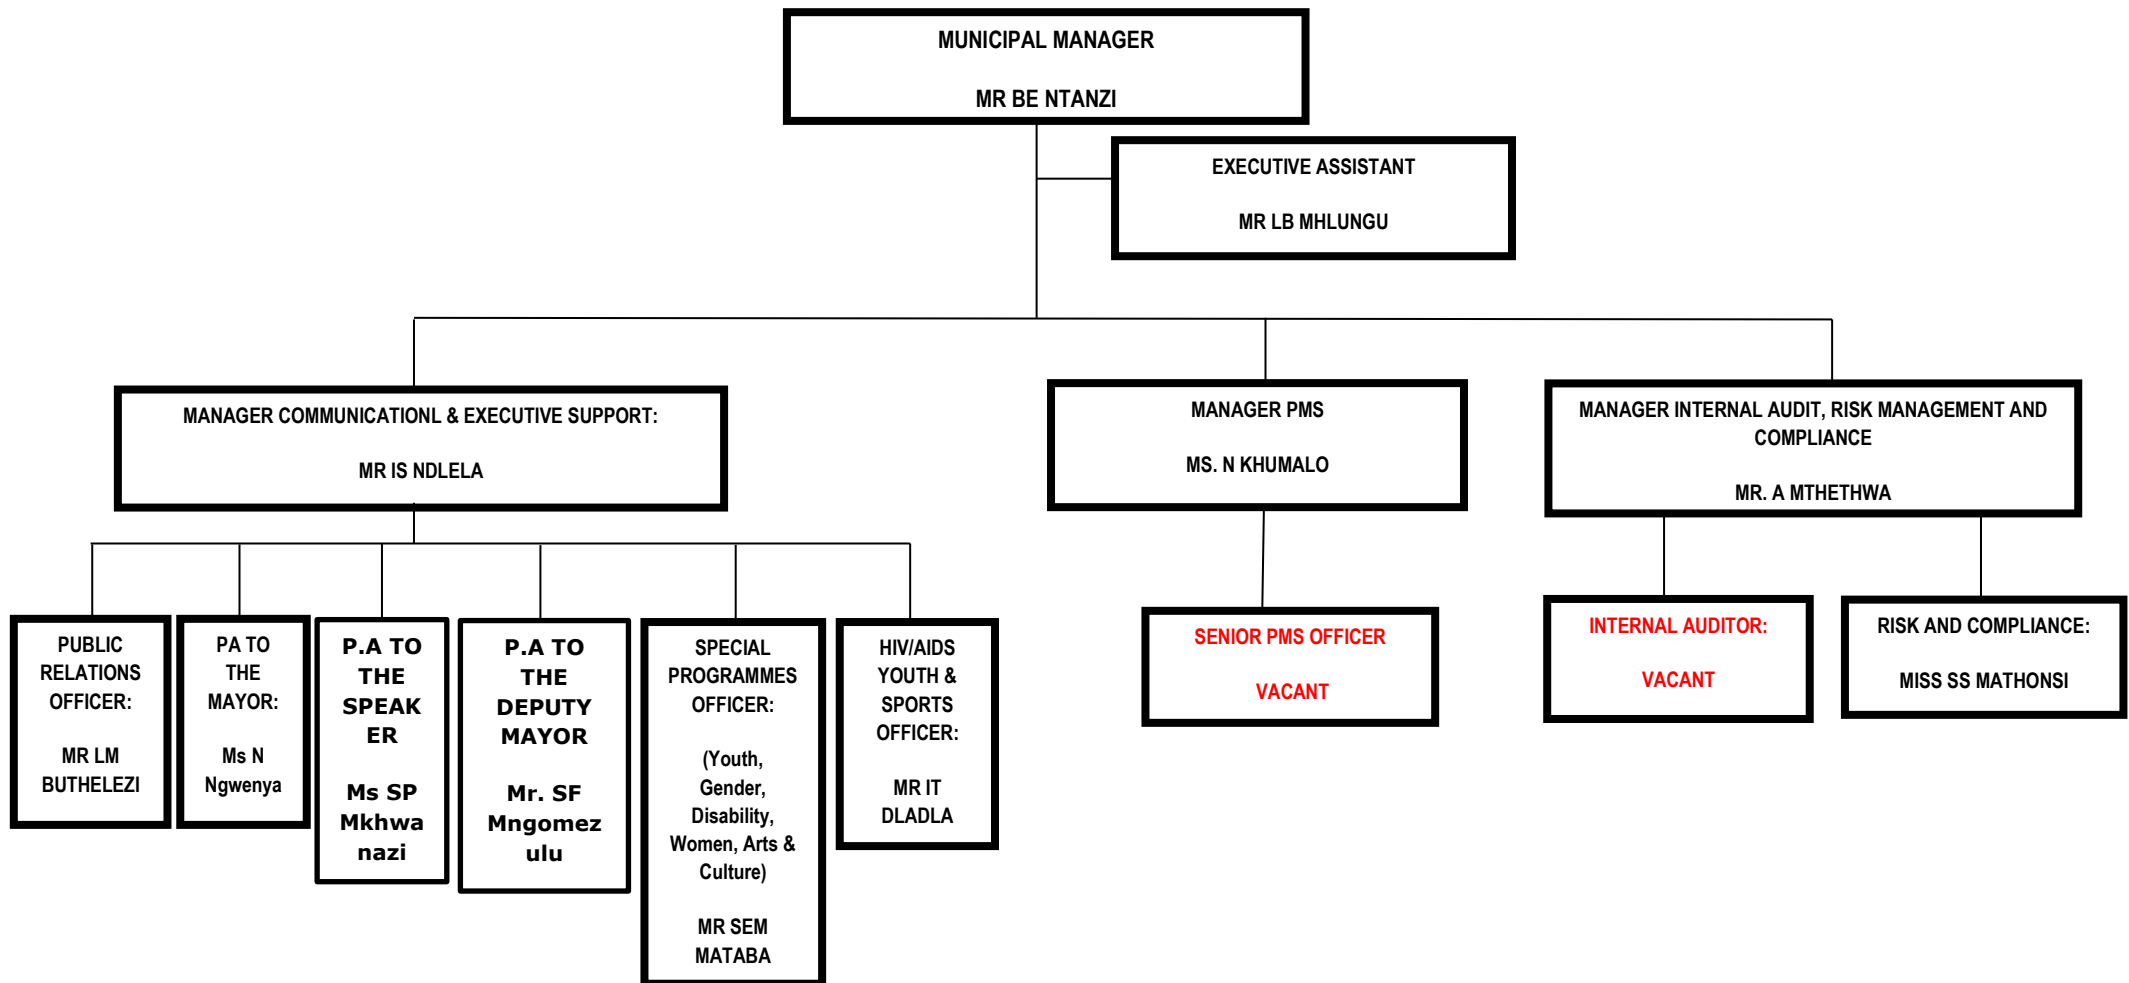 MUNICIPAL MANAGER
MR BE NTANZI
EXECUTIVE ASSISTANT
MR LB MHLUNGU
MANAGER COMMUNICATIONL & EXECUTIVE SUPPORT:
MR IS NDLELA
MANAGER PMS
MS. N KHUMALO
MANAGER INTERNAL AUDIT, RISK MANAGEMENT AND
COMPLIANCE
MR. A MTHETHWA
PUBLIC
RELATIONS
OFFICER:
MR LM
BUTHELEZI
PA TO
THE
MAYOR:
Ms N
Ngwenya
P.A TO
THE
SPEAK
ER
Ms SP
Mkhwa
nazi
P.A TO
THE
DEPUTY
MAYOR
Mr. SF
Mngomez
ulu
SPECIAL
PROGRAMMES
OFFICER:
(Youth,
Gender,
Disability,
Women, Arts &
Culture)
MR SEM
MATABA
HIV/AIDS
YOUTH &
SPORTS
OFFICER:
MR IT
DLADLA
SENIOR PMS OFFICER
VACANT
INTERNAL AUDITOR:
VACANT
RISK AND COMPLIANCE:
MISS SS MATHONSI